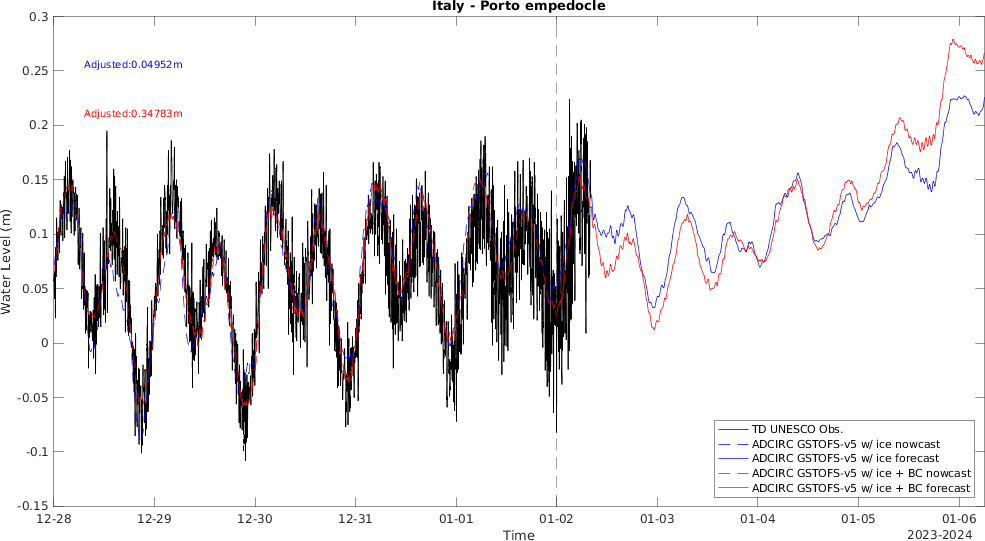 Italy - Porto empedocle
0.3
0.25
0.2
0.15
0.1
0.05
0
-0.05
-0.1
-0.15
Water Level (m)
Adjusted:0.04952m
Adjusted:0.34783m
TD UNESCO Obs.
ADCIRC GSTOFS-v5 w/ ice nowcast
ADCIRC GSTOFS-v5 w/ ice forecast
ADCIRC GSTOFS-v5 w/ ice + BC nowcast
ADCIRC GSTOFS-v5 w/ ice + BC forecast
12-28 12-29 12-30 12-31 01-01 01-02 01-03 01-04 01-05 01-06
Time
2023-2024